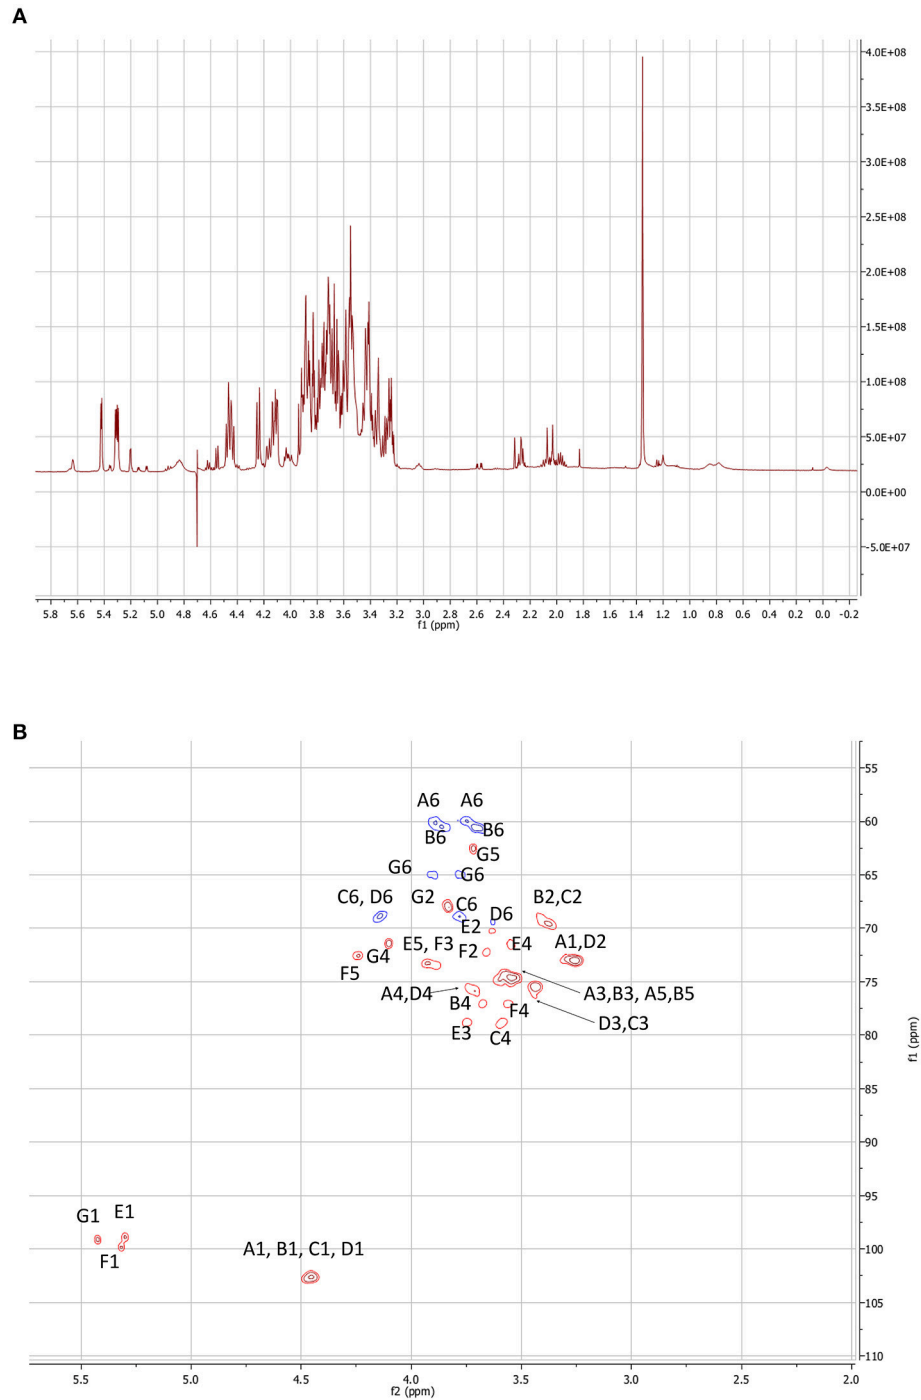 A
4.0E+08
3.5E+08
3.0E+08
2.5E+08
2.0E+08
1.5E+08
1.0E+08
5.0E+07
0.0E+00
-5.0E+07
5.8 5.6 5.4 5.2 5.0 4.8 4.6 4.4 4.2 4.0 3.8 3.6 3.4 3.2 3.0 2.8 2.6 2.4 2.2 2.0 1.8 1.6 1.4 1.2 1.0 0.8 0.6 0.4 0.2 0.0 -0.2
f1 (ppm)
B
55
A6 A6
60
B6 B6
G5
G6 G6
65
C6, D6 G2 C6 D6 B2,C2
E2
70
E5, F3 F2 E4 A1,D2
G4
F5
75
A4,D4 B4 F4 A3,B3, A5,B5
D3,C3
E3 C4
80
f1 (ppm)
85
90
95
G1 E1
F1 A1, B1, C1, D1
100
105
110
5.5 5.0 4.5 4.0 3.5 3.0 2.5 2.0
f2 (ppm)